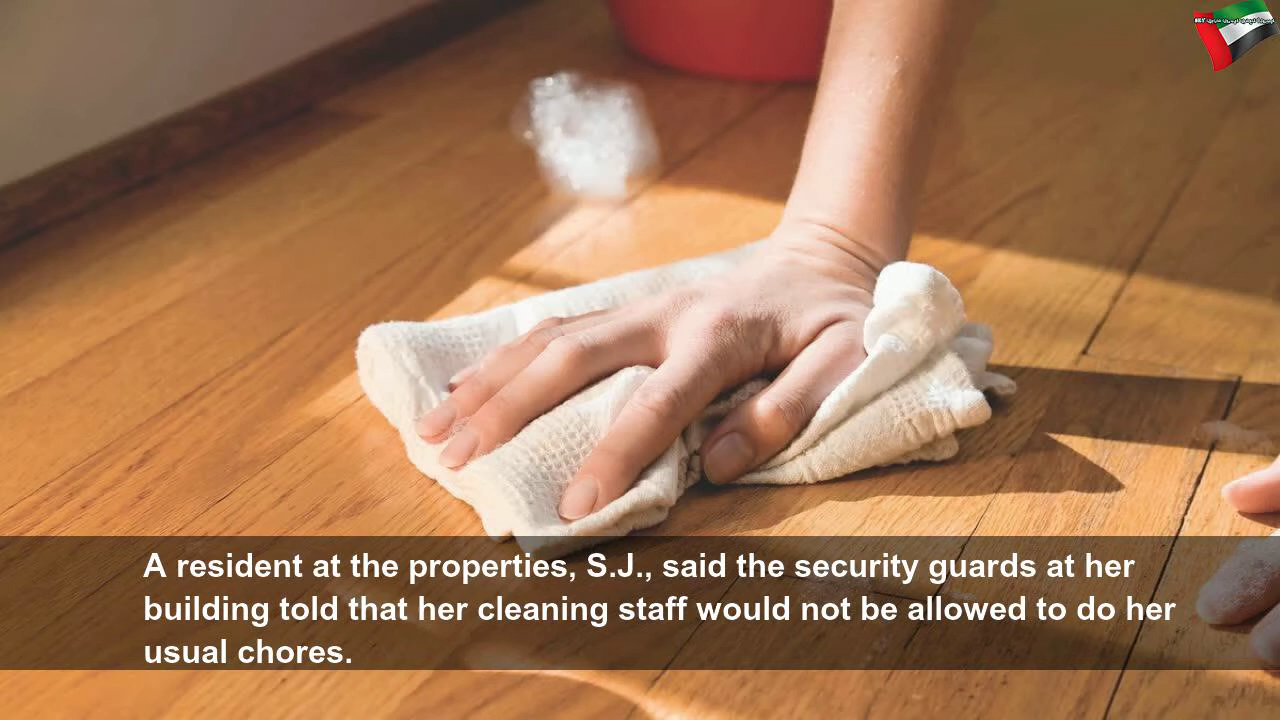 A resident at the properties, S.J., said the security guards at her
building told that her cleaning staff would not be allowed to do her
usual chores.